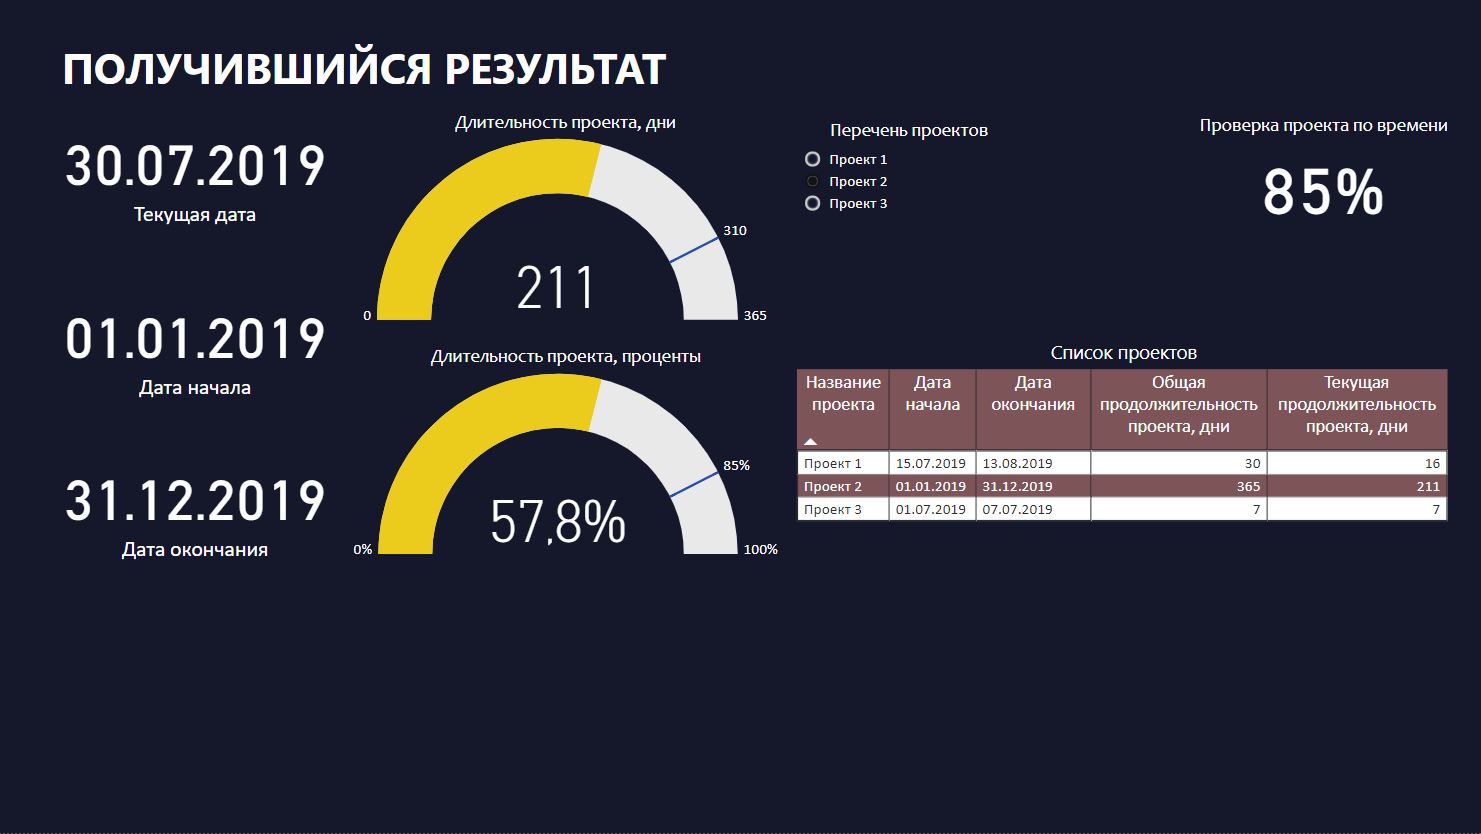 ПОЛУЧИВШИЙСЯ РЕЗУЛЬТАТ
30.07.2019
Текущая дата
01.01.2019
Дата начала
31.12.2019
Дата окончания
Длительность проекта, дни
310
211
0
365
Длительность проекта, проценты
85%
57,8%
0%
100%
Перечень проектов
Проект 1
Проект 2
Проект 3
Проверка проекта по времени
85%
Список проектов
Название Дата Дата Общая Текущая
проекта начала окончания продолжительность продолжительность
проекта, дни проекта, дни
Проект 1 15.07.2019 13.08.2019 30 16
Проект 2 01.01.2019 31.12.2019 365 211
Проект 3 01.07.2019 07.07.2019 7 7